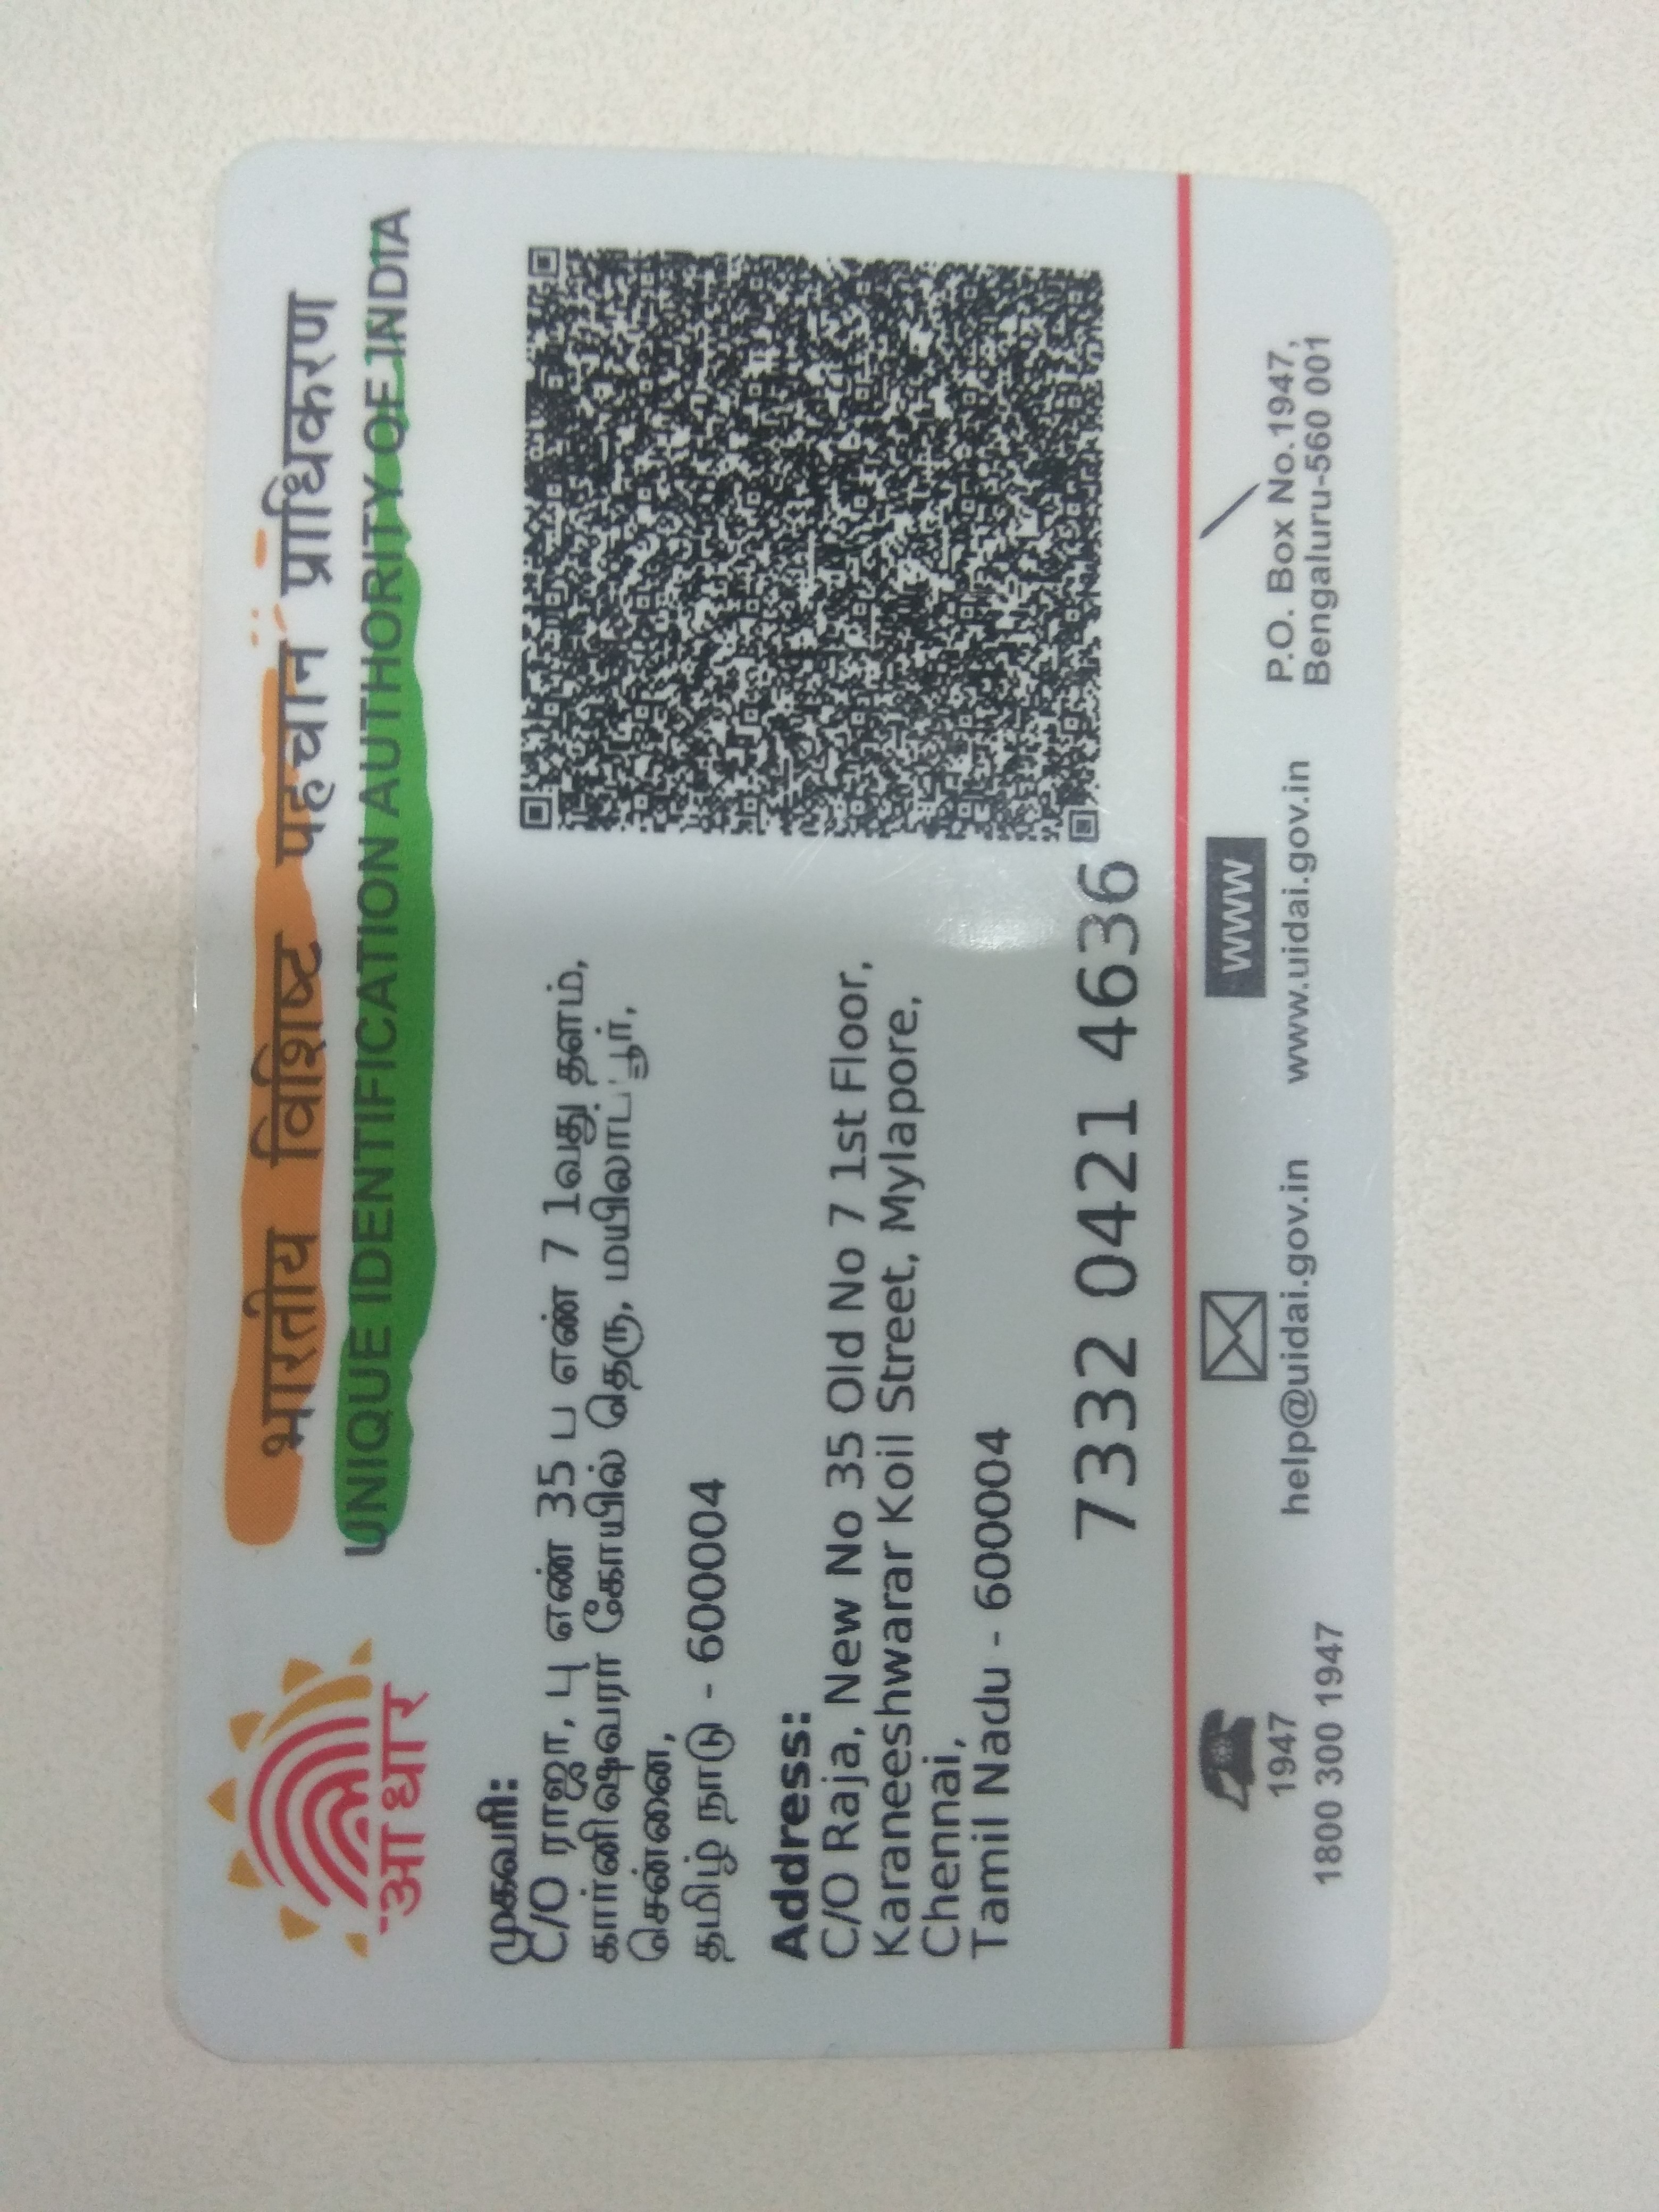 आधार
भारतीय विशिष्ट पहचान प्राधिकरण
UNIQUE IDENTIFICATION AUTHORITY OF INDIA
முகவரி:
C/O ராஜா, பு எண் 35 ப எண் 7 1வது தளம்,
கார்னிஷ்வரர் கோயில் தெரு, மயிலாப்பூர்,
சென்னை,
தமிழ் நாடு - 600004
Address:
C/O Raja, New No 35 Old No 7 1st Floor,
Karaneeshwarar Koil Street, Mylapore,
Chennai,
Tamil Nadu - 600004
7332 0421 4636
1947
1800 300 1947
help@uidai.gov.in
WWW
www.uidai.gov.in
P.O. Box No.1947,
Bengaluru-560 001